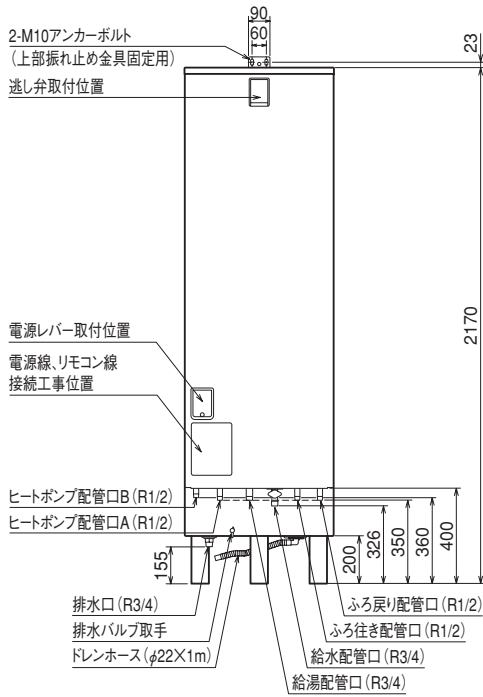 90
60
23
2-M10アンカーボルト
(上部振れ止め金具固定用)
逃し弁取付位置
2170
電源レバー取付位置
電源線、リモコン線
接続工事位置
ヒートポンプ配管口B(R1/2)
ヒートポンプ配管口A(R1/2)
155
200
326
350
360
400
排水口(R3/4)
排水バルブ取手
ドレンホース(φ22×1m)
ふろ戻り配管口(R1/2)
ふろ往き配管口(R1/2)
給水配管口(R3/4)
給湯配管口(R3/4)